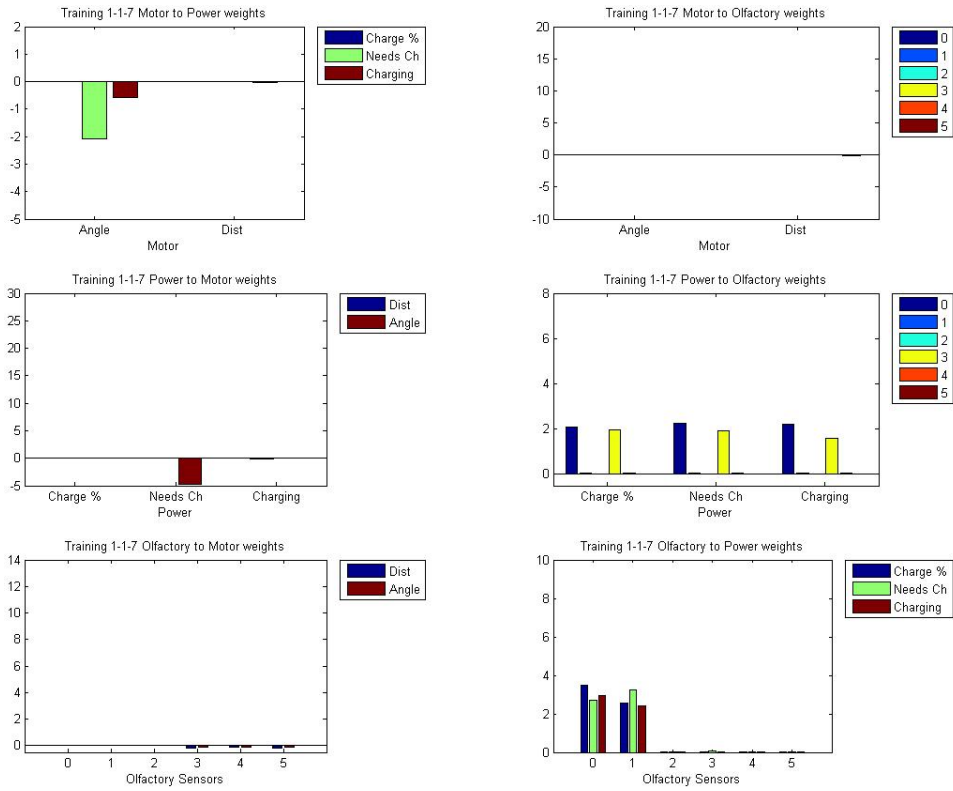 Training 1-1-7 Motor to Power weights
2
1
0
-1
-2
-3
-4
-5
Angle Dist
Motor
Charge %
Needs Ch
Charging
Training 1-1-7 Motor to Olfactory weights
20
15
10
5
0
-5
-10
Angle Dist
Motor
0
1
2
3
4
5
Training 1-1-7 Power to Motor weights
30
25
20
15
10
5
0
-5
Charge % Needs Ch Charging
Power
Dist
Angle
Training 1-1-7 Power to Olfactory weights
8
6
4
2
0
Charge % Needs Ch Charging
Power
0
1
2
3
4
5
Training 1-1-7 Olfactory to Motor weights
14
12
10
8
6
4
2
0
0 1 2 3 4 5
Olfactory Sensors
Dist
Angle
Training 1-1-7 Olfactory to Power weights
10
8
6
4
2
0
0 1 2 3 4 5
Olfactory Sensors
Charge %
Needs Ch
Charging